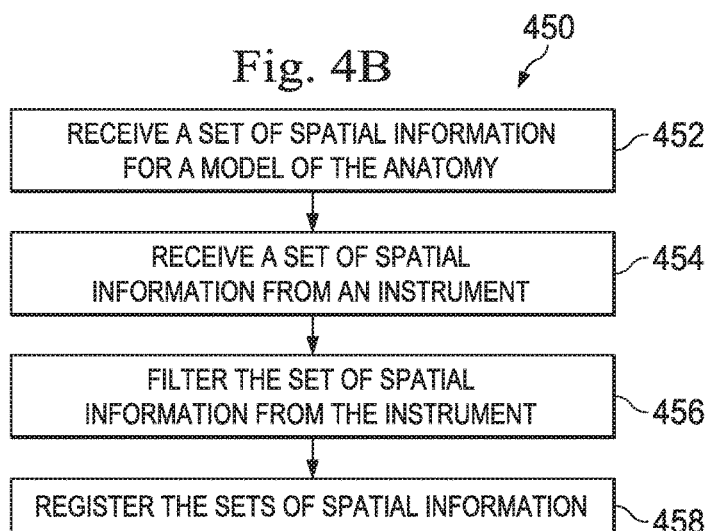 450
Fig. 4B
RECEIVE A SET OF SPATIAL INFORMATION
FOR A MODEL OF THE ANATOMY
452
RECEIVE A SET OF SPATIAL
INFORMATION FROM AN INSTRUMENT
454
FILTER THE SET OF SPATIAL
INFORMATION FROM THE INSTRUMENT
456
REGISTER THE SETS OF SPATIAL INFORMATION
458